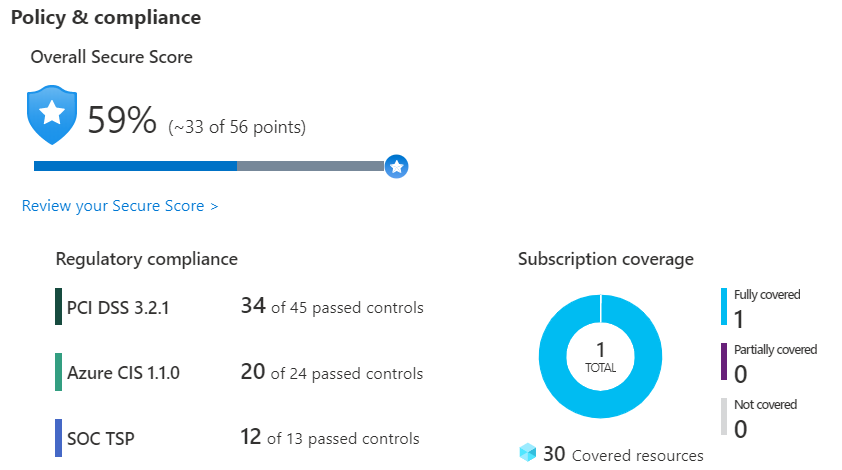 Policy & compliance
Overall Secure Score
59% (~33 of 56 points)
Review your Secure Score >
Regulatory compliance
PCI DSS 3.2.1 34 of 45 passed controls
Azure CIS 1.1.0 20 of 24 passed controls
SOC TSP 12 of 13 passed controls
Subscription coverage
1
TOTAL
Fully covered
1
Partially covered
0
Not covered
0
30 Covered resources